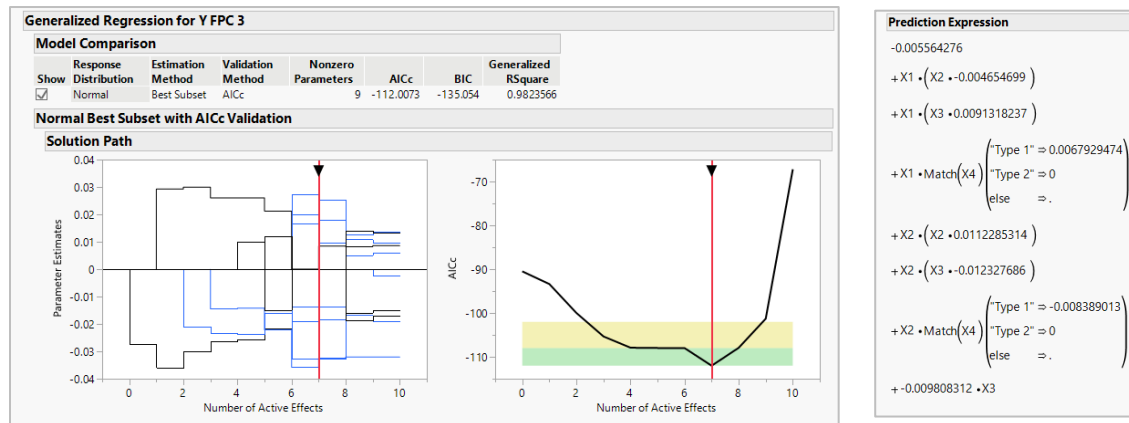 Generalized Regression for Y FPC 3
Model Comparison
Show Response Distribution Estimation Method Validation Method Nonzero Parameters AICc BIC Generalized RSquare
Normal Best Subset AICc 9 -112.0073 -135.054 0.9823566
Normal Best Subset with AICc Validation
Solution Path
0.04
0.03
0.02
0.01
0
-0.01
-0.02
-0.03
-0.04
Parameter Estimates
0 2 4 6 8 10
Number of Active Effects
-70
-80
-90
-100
-110
AICc
0 2 4 6 8 10
Number of Active Effects
Prediction Expression
-0.005564276
+ X1 • (X2 • -0.004654699)
+ X1 • (X3 • 0.0091318237)
+ X1 • Match(X4) ("Type 1" ⇒ 0.0067929474
"Type 2" ⇒ 0
else ⇒ .)
+ X2 • (X2 • 0.0112285314)
+ X2 • (X3 • -0.012327686)
+ X2 • Match(X4) ("Type 1" ⇒ -0.008389013
"Type 2" ⇒ 0
else ⇒ .)
+ -0.009808312 • X3